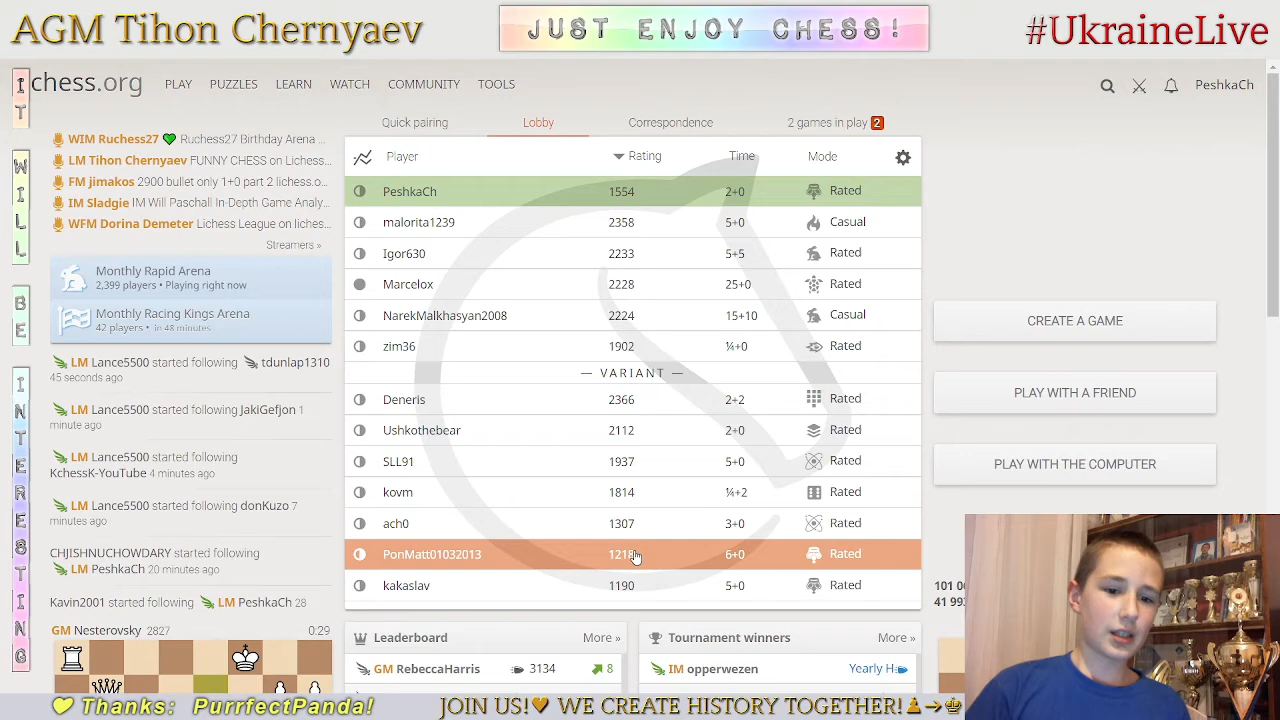 AGM Tihon Chernyaev
JUST ENJOY CHESS!
#UkraineLive
IT WILL BE INTERESTING
chess.org
PLAY PUZZLES LEARN WATCH COMMUNITY TOOLS
PeshkaCh
Quick pairing Lobby Correspondence 2 games in play 2
WIM Ruchess27 💚 Ruchess27 Birthday Arena ...
LM Tihon Chernyaev FUNNY CHESS on Lichess...
FM jimakos 2900 bullet only 1+0 part 2 lichess.o...
IM Sladgie IM Will Paschall In-Depth Game Analy...
WFM Dorina Demeter Lichess League on liches...
Streamers »
Monthly Rapid Arena
2,399 players • Playing right now
Monthly Racing Kings Arena
42 players • in 48 minutes
LM Lance5500 started following tdunlap1310
45 seconds ago
LM Lance5500 started following JakiGefjon 1
minute ago
LM Lance5500 started following
KchessK-YouTube 4 minutes ago
LM Lance5500 started following donKuzo 7
minutes ago
CHJISHNUCHOWDARY started following
LM PeshkaCh 20 minutes ago
Kavin2001 started following LM PeshkaCh 28
GM Nesterovsky 2827 0:29
Player Rating Time Mode
PeshkaCh 1554 2+0 Rated
malorita1239 2358 5+0 Casual
Igor630 2233 5+5 Rated
Marcelox 2228 25+0 Rated
NarekMalkhasyan2008 2224 15+10 Casual
zim36 1902 ¼+0 Rated
— VARIANT —
Deneris 2366 2+2 Rated
Ushkothebear 2112 2+0 Rated
SLL91 1937 5+0 Rated
kovm 1814 ¼+2 Rated
ach0 1307 3+0 Rated
PonMatt01032013 1218 6+0 Rated
kakaslav 1190 5+0 Rated
CREATE A GAME
PLAY WITH A FRIEND
PLAY WITH THE COMPUTER
Leaderboard More »
GM RebeccaHarris 3134 8
Tournament winners More »
IM opperwezen Yearly H
Thanks: PurrfectPanda!
JOIN US! WE CREATE HISTORY TOGETHER!